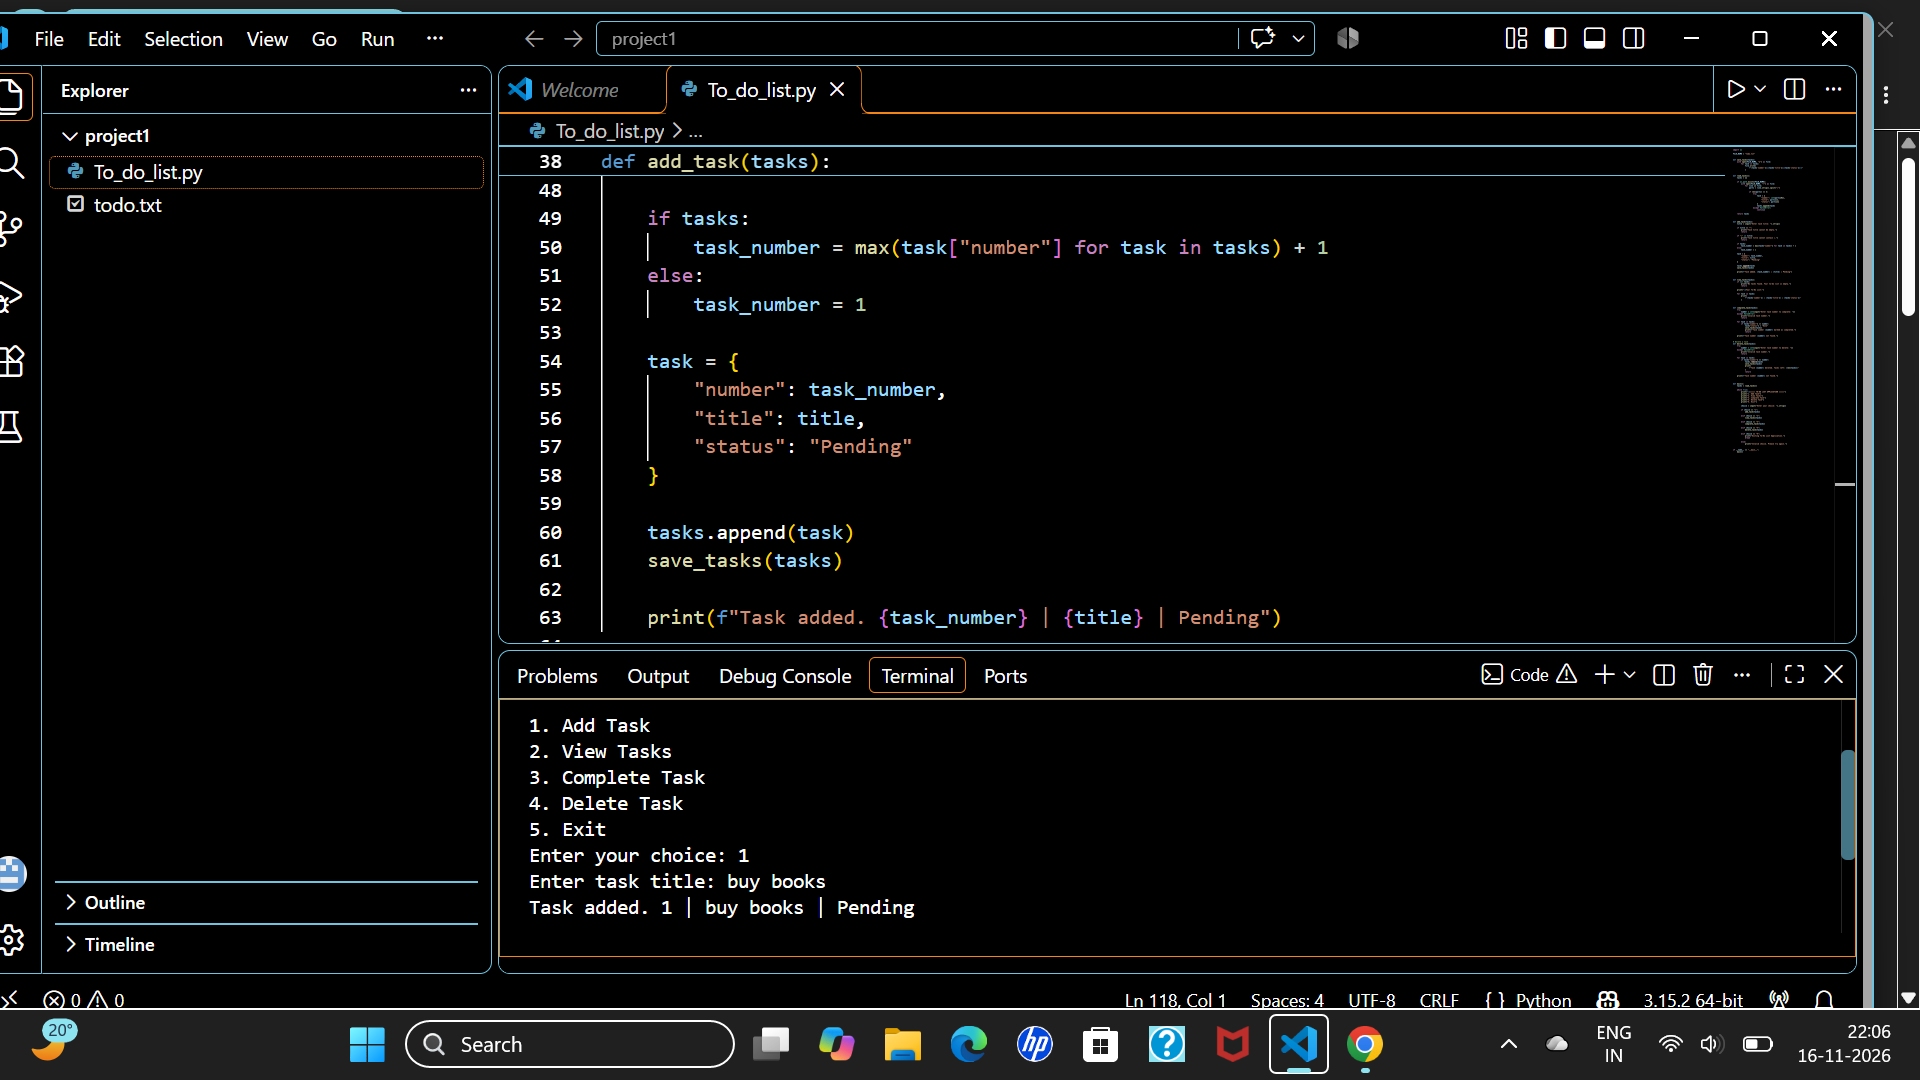 File Edit Selection View Go Run ...
project1
Explorer
project1
To_do_list.py
todo.txt
Outline
Timeline
Welcome
To_do_list.py
To_do_list.py > ...
38 def add_task(tasks):
48
49 if tasks:
50 task_number = max(task["number"] for task in tasks) + 1
51 else:
52 task_number = 1
53
54 task = {
55 "number": task_number,
56 "title": title,
57 "status": "Pending"
58 }
59
60 tasks.append(task)
61 save_tasks(tasks)
62
63 print(f"Task added. {task_number} | {title} | Pending")
Problems Output Debug Console Terminal Ports
Code
1. Add Task
2. View Tasks
3. Complete Task
4. Delete Task
5. Exit
Enter your choice: 1
Enter task title: buy books
Task added. 1 | buy books | Pending
0 0
Ln 118, Col 1 Spaces: 4 UTF-8 CRLF { } Python 3.15.2 64-bit
20°
Search
hp
ENG
IN
22:06
16-11-2026